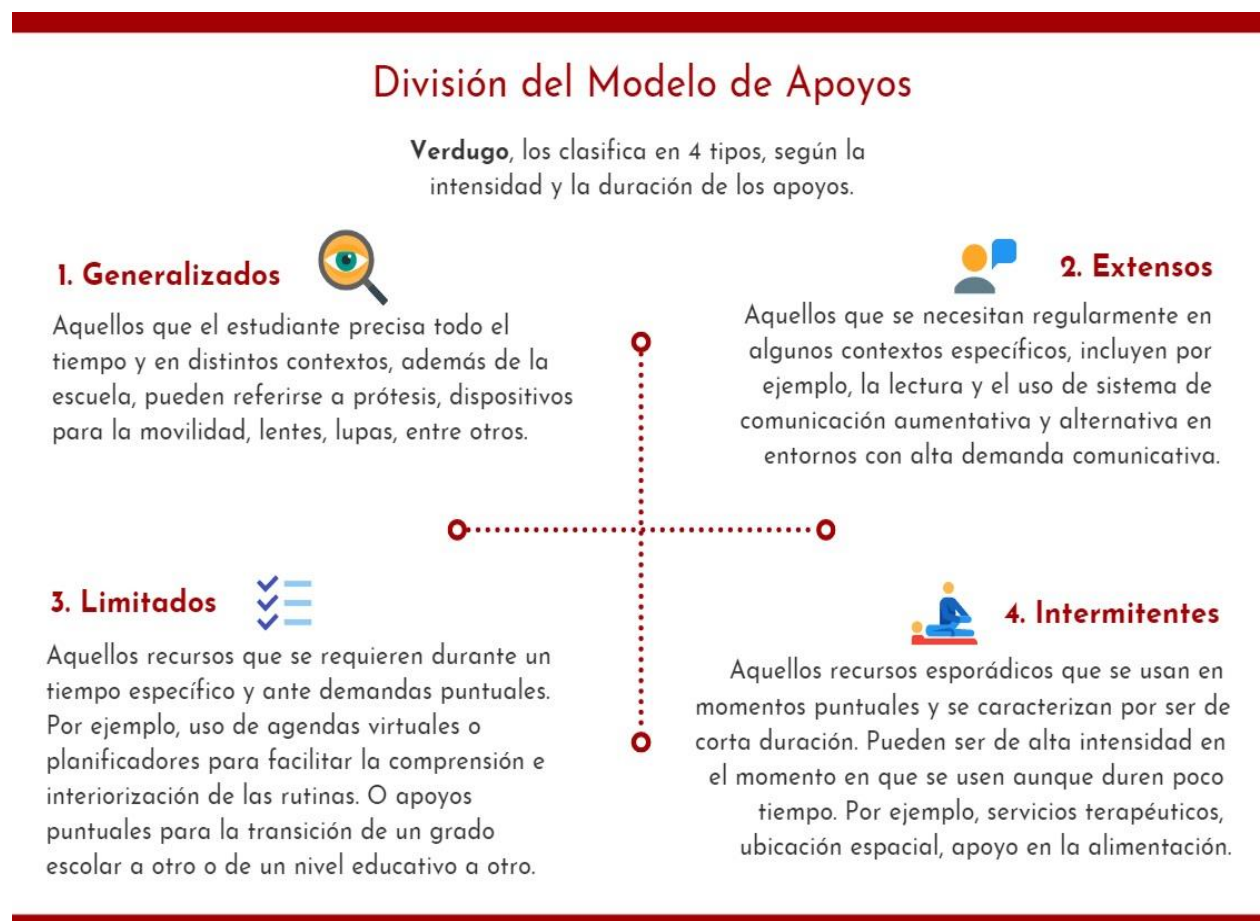 División del Modelo de Apoyos
Verdugo, los clasifica en 4 tipos, según la
intensidad y la duración de los apoyos.
1. Generalizados
Aquellos que el estudiante precisa todo el
tiempo y en distintos contextos, además de la
escuela, pueden referirse a prótesis, dispositivos
para la movilidad, lentes, lupas, entre otros.
2. Extensos
Aquellos que se necesitan regularmente en
algunos contextos específicos, incluyen por
ejemplo, la lectura y el uso de sistema de
comunicación aumentativa y alternativa en
entornos con alta demanda comunicativa.
3. Limitados
Aquellos recursos que se requieren durante un
tiempo específico y ante demandas puntuales.
Por ejemplo, uso de agendas virtuales o
planificadores para facilitar la comprensión e
interiorización de las rutinas. O apoyos
puntuales para la transición de un grado
escolar a otro o de un nivel educativo a otro.
4. Intermitentes
Aquellos recursos esporádicos que se usan en
momentos puntuales y se caracterizan por ser de
corta duración. Pueden ser de alta intensidad en
el momento en que se usen aunque duren poco
tiempo. Por ejemplo, servicios terapéuticos,
ubicación espacial, apoyo en la alimentación.